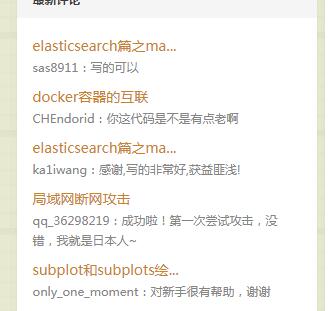 最新评论
elasticsearch篇之ma...
sas8911：写的可以
docker容器的互联
CHEndorid：你这代码是不是有点老啊
elasticsearch篇之ma...
ka1iwang：感谢,写的非常好,获益匪浅!
局域网断网攻击
qq_36298219：成功啦！第一次尝试攻击，没
错，我就是日本人~
subplot和subplots绘...
only_one_moment：对新手很有帮助，谢谢